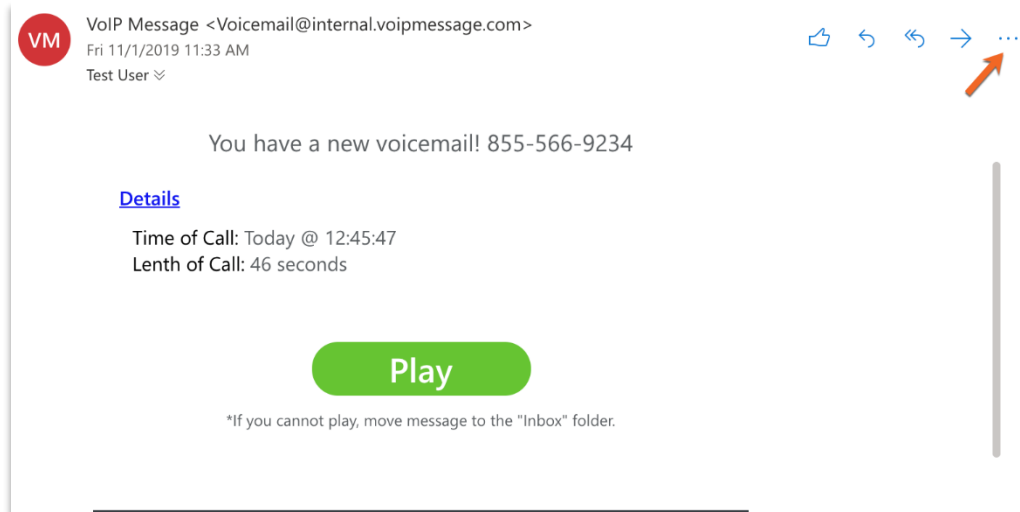 VM
VoIP Message <Voicemail@internal.voipmessage.com>
Fri 11/1/2019 11:33 AM
Test User
You have a new voicemail! 855-566-9234
Details
Time of Call: Today @ 12:45:47
Lenth of Call: 46 seconds
Play
*If you cannot play, move message to the "Inbox" folder.